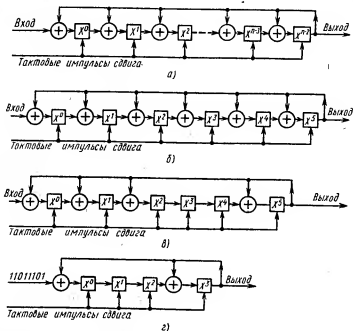 Вход X⁰ X¹ X² Xⁿ⁻³ Xⁿ⁻² Выход
Тактовые импульсы сдвига
а)
Вход X⁰ X¹ X² X³ X⁴ X⁵ Выход
Тактовые импульсы сдвига
б)
Вход X⁰ X¹ X² X³ X⁴ X⁵ Выход
Тактовые импульсы сдвига
в)
11011101 X⁰ X¹ X² X³ Выход
Тактовые импульсы сдвига
г)